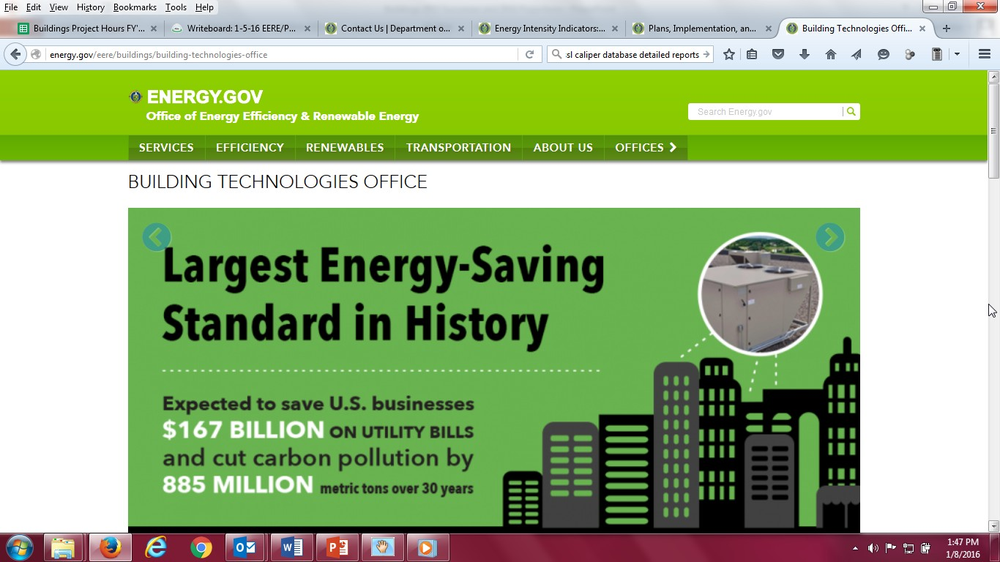 File Edit View History Bookmarks Tools Help
Buildings Project Hours FY'...
Writeboard: 1-5-16 EERE/P...
Contact Us | Department o...
Energy Intensity Indicators:...
Plans, Implementation, an...
Building Technologies Offi...
energy.gov/eere/buildings/building-technologies-office
sl caliper database detailed reports
ENERGY.GOV
Office of Energy Efficiency & Renewable Energy
Search Energy.gov
SERVICES EFFICIENCY RENEWABLES TRANSPORTATION ABOUT US OFFICES
BUILDING TECHNOLOGIES OFFICE
Largest Energy-Saving
Standard in History
Expected to save U.S. businesses
$167 BILLION ON UTILITY BILLS
and cut carbon pollution by
885 MILLION metric tons over 30 years
1:47 PM
1/8/2016